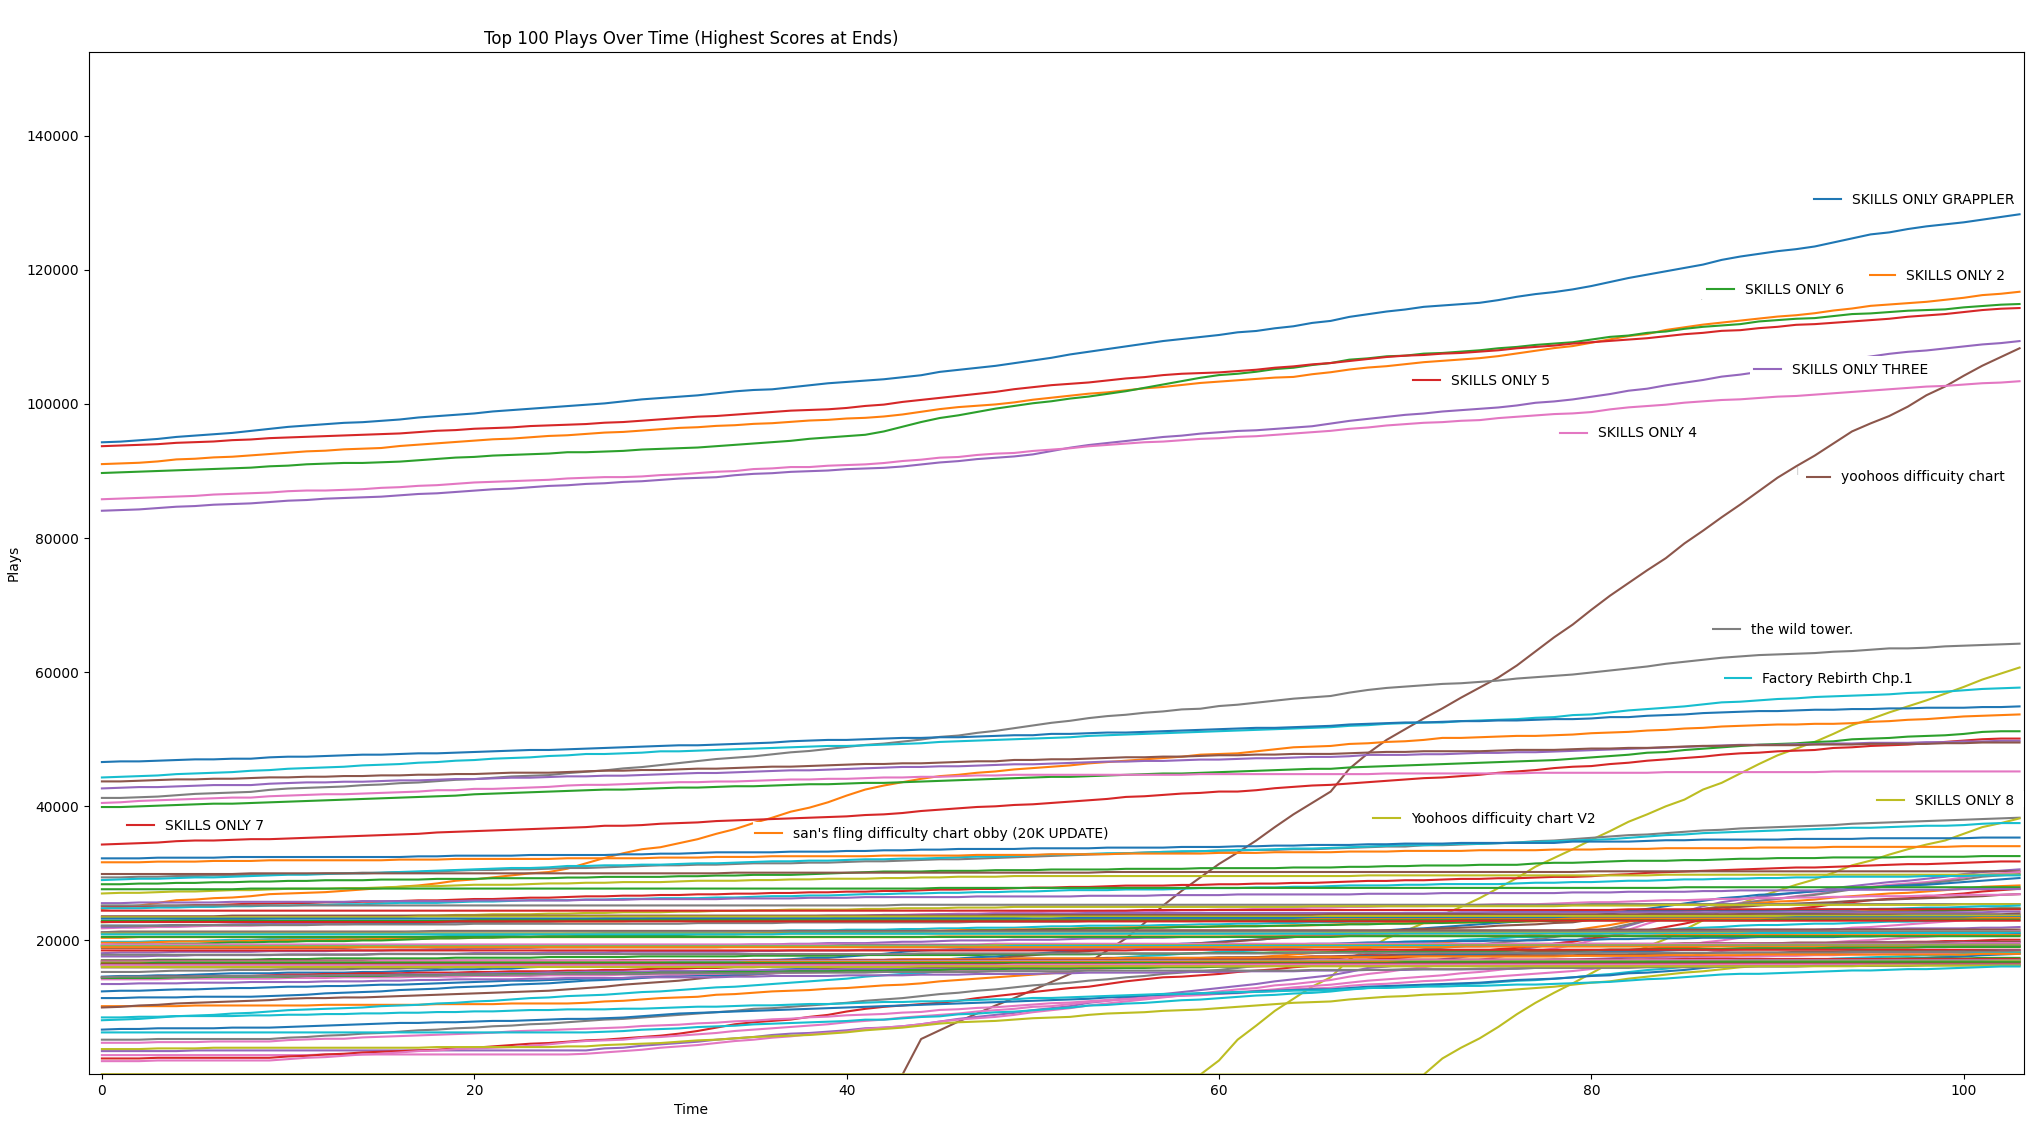 Top 100 Plays Over Time (Highest Scores at Ends)
140000
120000
100000
80000
60000
40000
20000
Plays
SKILLS ONLY GRAPPLER
SKILLS ONLY 2
SKILLS ONLY 6
SKILLS ONLY THREE
SKILLS ONLY 5
SKILLS ONLY 4
yoohoos difficuity chart
the wild tower.
Factory Rebirth Chp.1
SKILLS ONLY 8
Yoohoos difficuity chart V2
SKILLS ONLY 7
san's fling difficulty chart obby (20K UPDATE)
0
20
40
60
80
100
Time